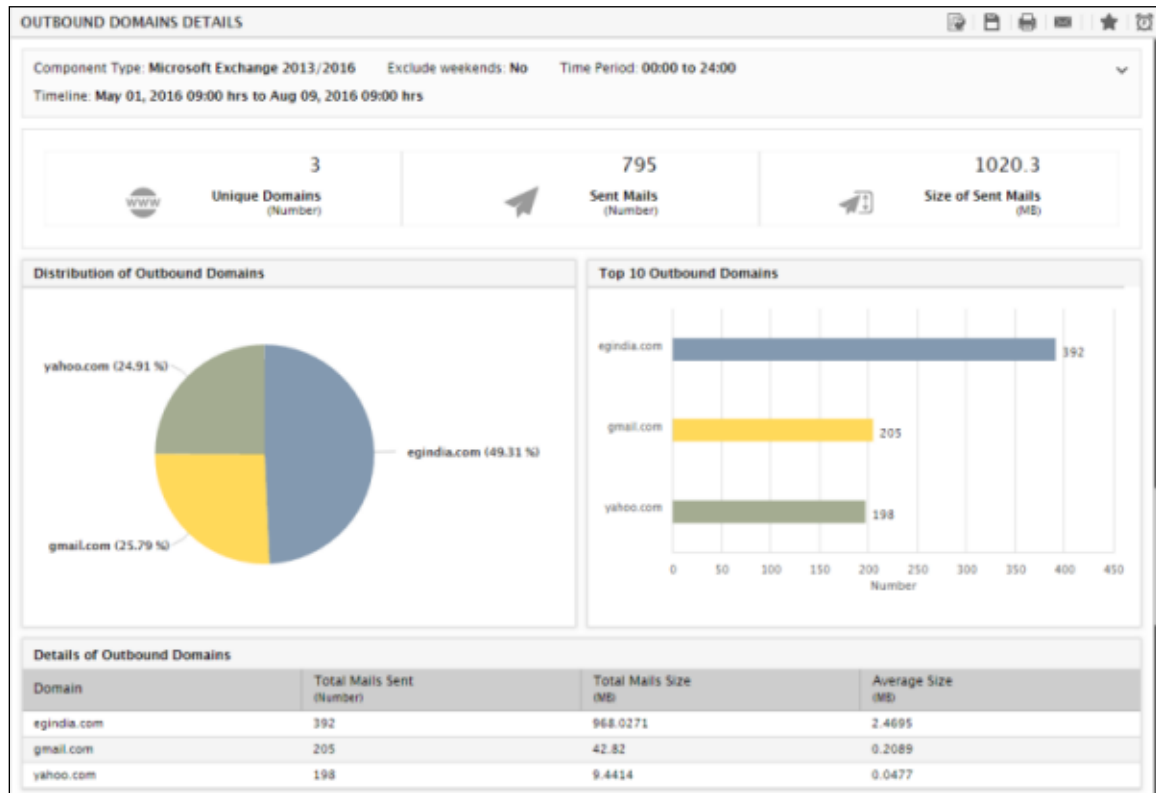 OUTBOUND DOMAINS DETAILS
Component Type: Microsoft Exchange 2013/2016 Exclude weekends: No Time Period: 00:00 to 24:00
Timeline: May 01, 2016 09:00 hrs to Aug 09, 2016 09:00 hrs
www
3
Unique Domains
(Number)
795
Sent Mails
(Number)
1020.3
Size of Sent Mails
(MB)
Distribution of Outbound Domains
yahoo.com (24.91 %)
egindia.com (49.31 %)
gmail.com (25.79 %)
Top 10 Outbound Domains
egindia.com
392
gmail.com
205
yahoo.com
198
0 50 100 150 200 250 300 350 400 450
Number
Details of Outbound Domains
Domain Total Mails Sent Total Mails Size Average Size
(Number) (MB) (MB)
egindia.com 392 968.0271 2.4695
gmail.com 205 42.82 0.2089
yahoo.com 198 9.4414 0.0477